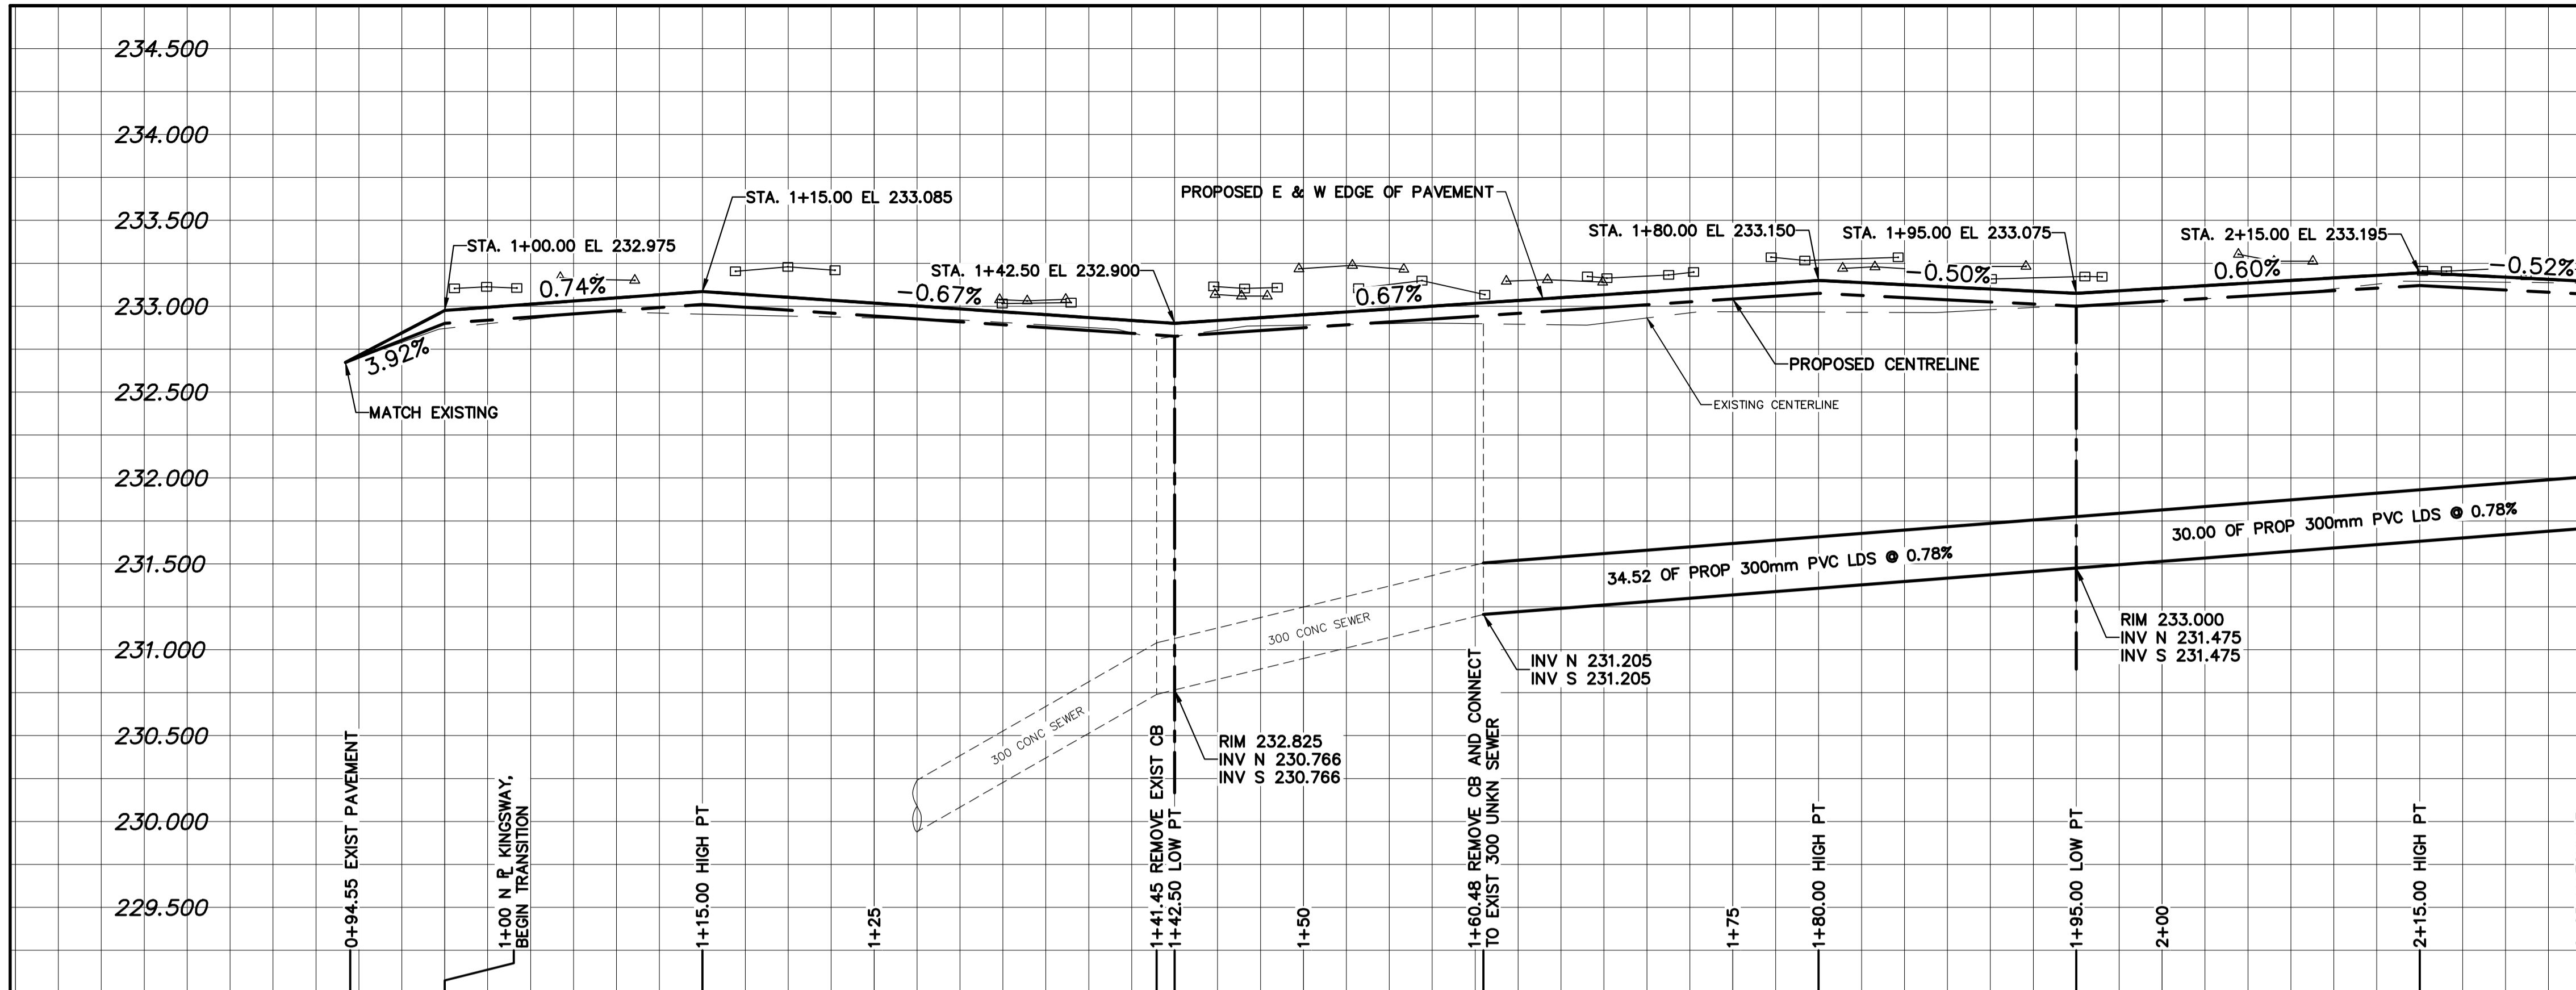 234.500
234.000
233.500
233.000
232.500
232.000
231.500
231.000
230.500
230.000
229.500
STA. 1+00.00 EL 232.975
STA. 1+15.00 EL 233.085
STA. 1+42.50 EL 232.900
PROPOSED E & W EDGE OF PAVEMENT
STA. 1+80.00 EL 233.150
STA. 1+95.00 EL 233.075
STA. 2+15.00 EL 233.195
3.92%
0.74%
-0.67%
0.67%
-0.50%
0.60%
-0.52%
MATCH EXISTING
PROPOSED CENTRELINE
EXISTING CENTERLINE
300 CONC SEWER
300 CONC SEWER
34.52 OF PROP 300mm PVC LDS @ 0.78%
30.00 OF PROP 300mm PVC LDS @ 0.78%
RIM 232.825
INV N 230.766
INV S 230.766
INV N 231.205
INV S 231.205
RIM 233.000
INV N 231.475
INV S 231.475
0+94.55 EXIST PAVEMENT
1+00 N PL KINGSWAY,
BEGIN TRANSITION
1+15.00 HIGH PT
1+25
1+41.45 REMOVE EXIST CB
1+42.50 LOW PT
1+50
1+60.48 REMOVE CB AND CONNECT
TO EXIST 300 UNKN SEWER
1+75
1+80.00 HIGH PT
1+95.00 LOW PT
2+00
2+15.00 HIGH PT